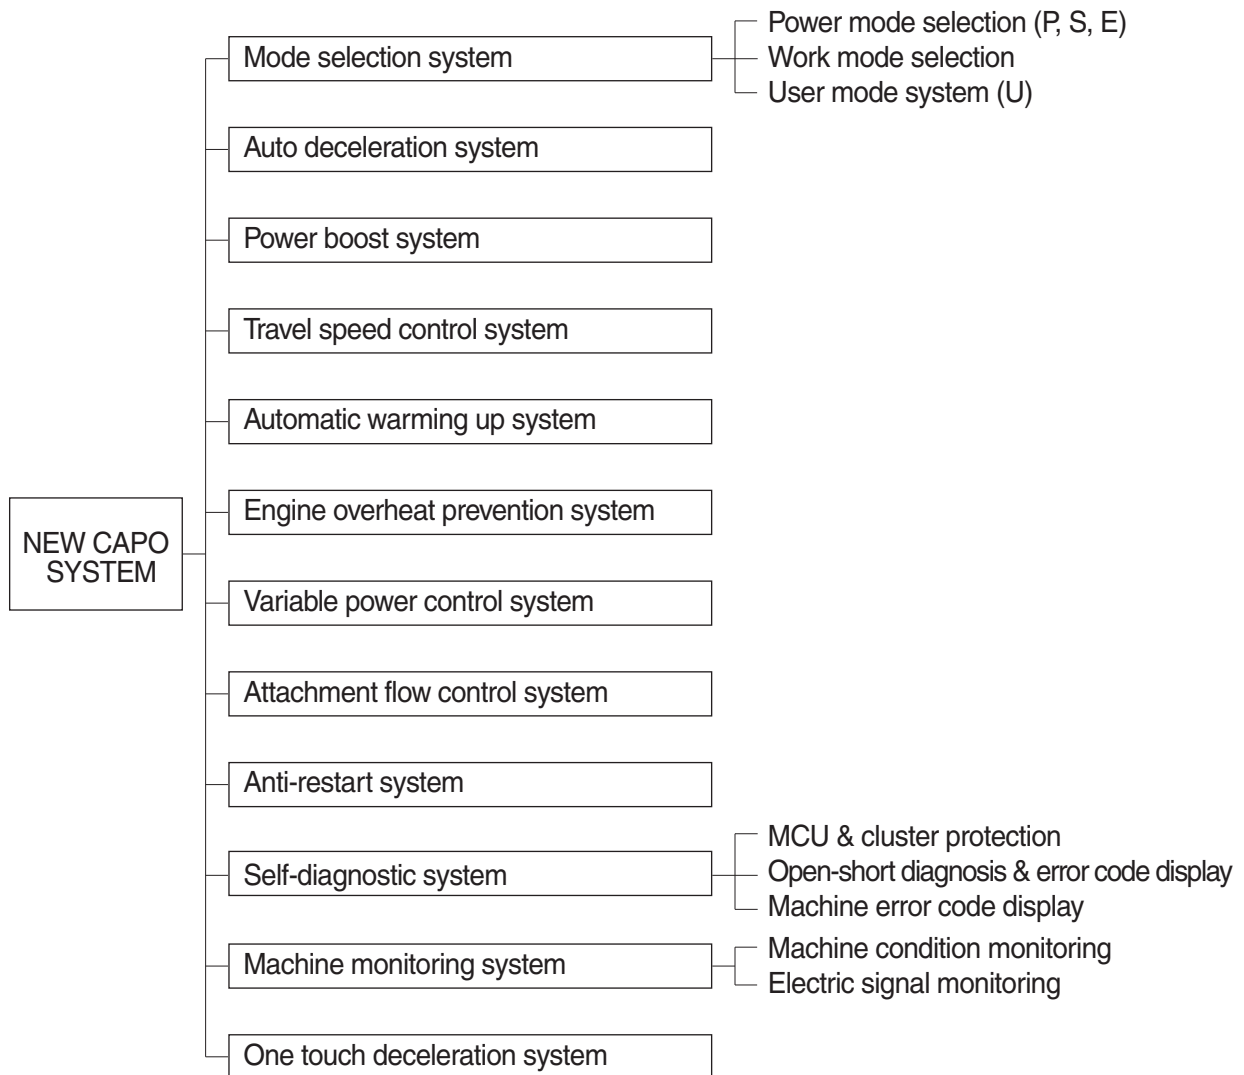 Mode selection system
Power mode selection (P, S, E)
Work mode selection
User mode system (U)
Auto deceleration system
Power boost system
Travel speed control system
Automatic warming up system
Engine overheat prevention system
NEW CAPO
SYSTEM
Variable power control system
Attachment flow control system
Anti-restart system
Self-diagnostic system
MCU & cluster protection
Open-short diagnosis & error code display
Machine error code display
Machine monitoring system
Machine condition monitoring
Electric signal monitoring
One touch deceleration system